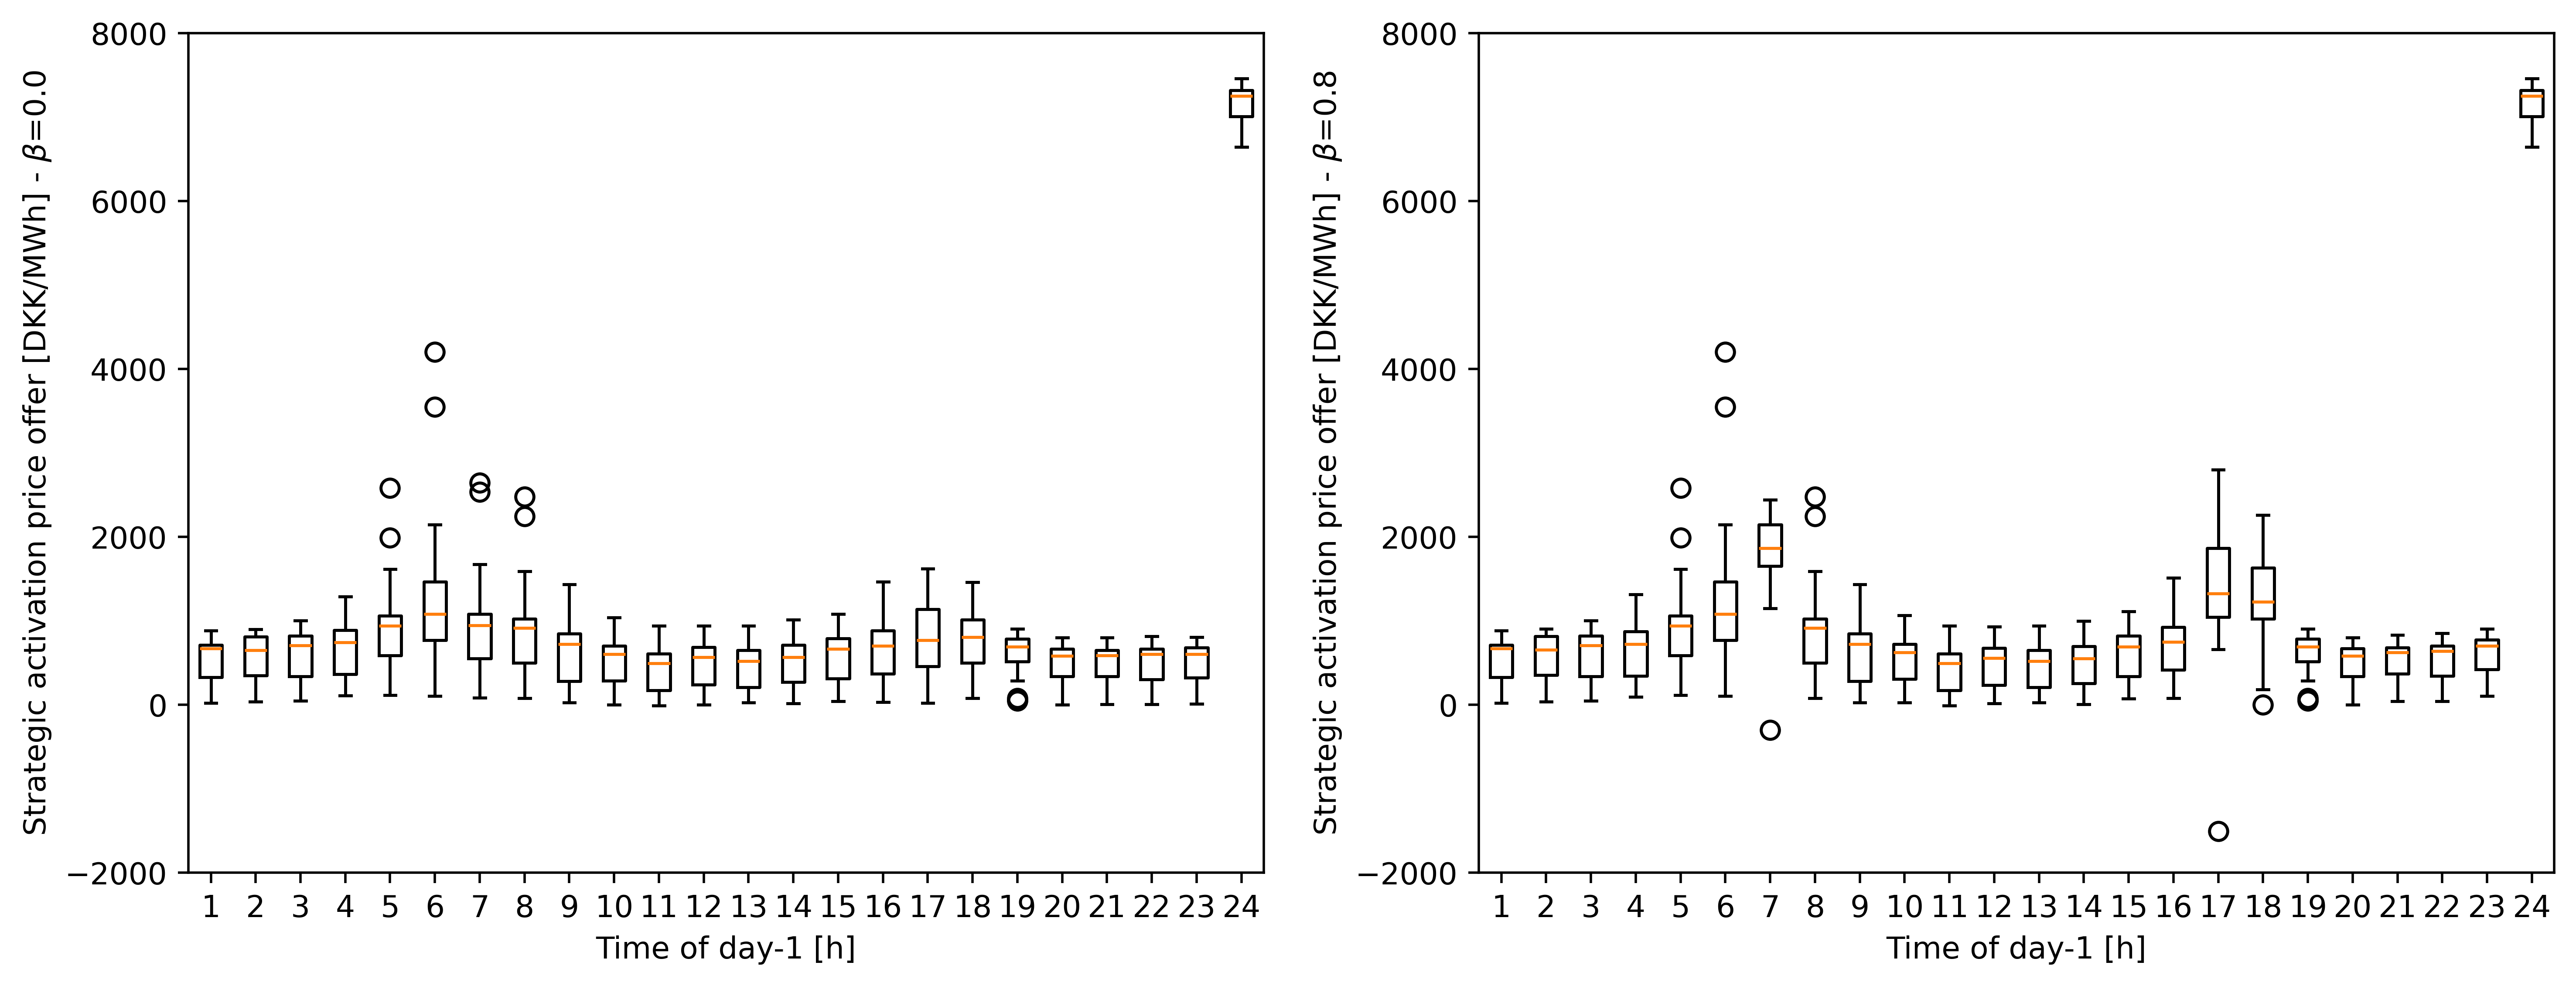 Strategic activation price offer [DKK/MWh] - β=0.0
8000
6000
4000
2000
0
−2000
1 2 3 4 5 6 7 8 9 10 11 12 13 14 15 16 17 18 19 20 21 22 23 24
Time of day-1 [h]
Strategic activation price offer [DKK/MWh] - β=0.8
8000
6000
4000
2000
0
−2000
1 2 3 4 5 6 7 8 9 10 11 12 13 14 15 16 17 18 19 20 21 22 23 24
Time of day-1 [h]